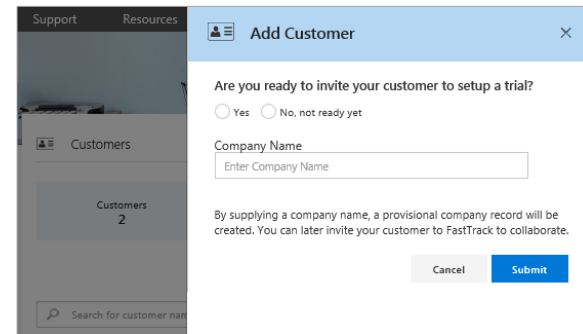 Support Resources
Add Customer
Are you ready to invite your customer to setup a trial?
Yes No, not ready yet
Customers
Company Name
Enter Company Name
Customers
2
By supplying a company name, a provisional company record will be
created. You can later invite your customer to FastTrack to collaborate.
Cancel Submit
Search for customer nam